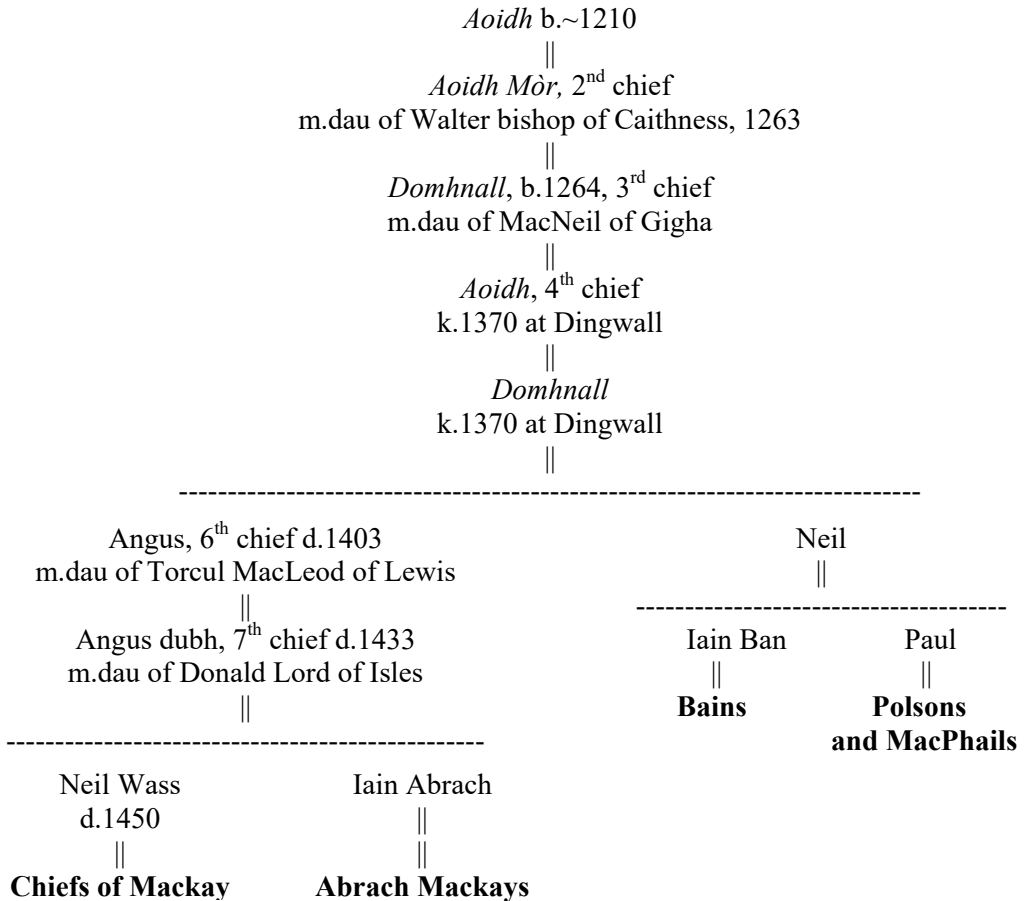 Aoidh b.~1210
||
Aoidh Mòr, 2nd chief
m.dau of Walter bishop of Caithness, 1263
||
Domhnall, b.1264, 3rd chief
m.dau of MacNeil of Gigha
||
Aoidh, 4th chief
k.1370 at Dingwall
||
Domhnall
k.1370 at Dingwall
||
Angus, 6th chief d.1403 Neil
m.dau of Torcul MacLeod of Lewis ||
||
Angus dubh, 7th chief d.1433 Iain Ban Paul
m.dau of Donald Lord of Isles || ||
|| Bains Polsons
and MacPhails
Neil Wass Iain Abrach
d.1450 ||
|| ||
Chiefs of Mackay Abrach Mackays